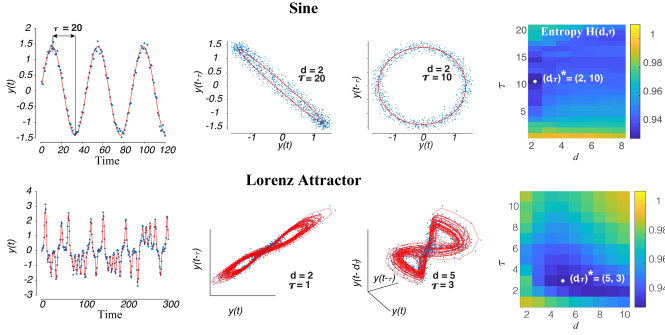 Sine
τ = 20
y(t)
2
1.5
1
0.5
0
-0.5
-1
-1.5
0 20 40 60 80 100 120
Time
y(t-τ)
1.5
1.0
0.5
0
-0.5
-1.0
-1.5
d = 2
τ = 20
-1 0 1
y(t)
y(t-τ)
d = 2
τ = 10
-1 0 1
y(t)
Entropy H(d,τ)
τ
20
15
10
5
(d,τ)* = (2, 10)
2 4 6 8
d
1
0.98
0.96
0.94
Lorenz Attractor
y(t)
4
3
2
1
0
-1
-2
-3
0 100 200 300
Time
y(t-τ)
d = 2
τ = 1
y(t)
y(t - dτ)
y(t-τ)
y(t)
d = 5
τ = 3
τ
10
8
6
4
2
(d,τ)* = (5, 3)
2 4 6 8 10
d
1
0.98
0.96
0.94